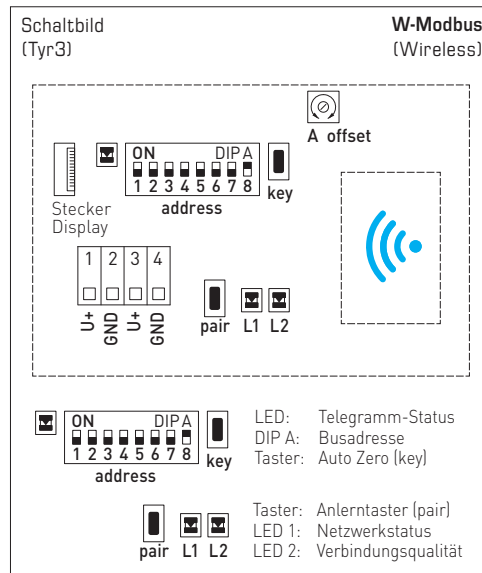 Schaltbild
(Tyr3)
W-Modbus
(Wireless)
A offset
ON DIP A
1 2 3 4 5 6 7 8
address
key
Stecker
Display
1 2 3 4
U+ GND U+ GND
pair L1 L2
ON DIP A
1 2 3 4 5 6 7 8
address
key
LED: Telegramm-Status
DIP A: Busadresse
Taster: Auto Zero (key)
pair L1 L2
Taster: Anlerntaster (pair)
LED 1: Netzwerkstatus
LED 2: Verbindungsqualität